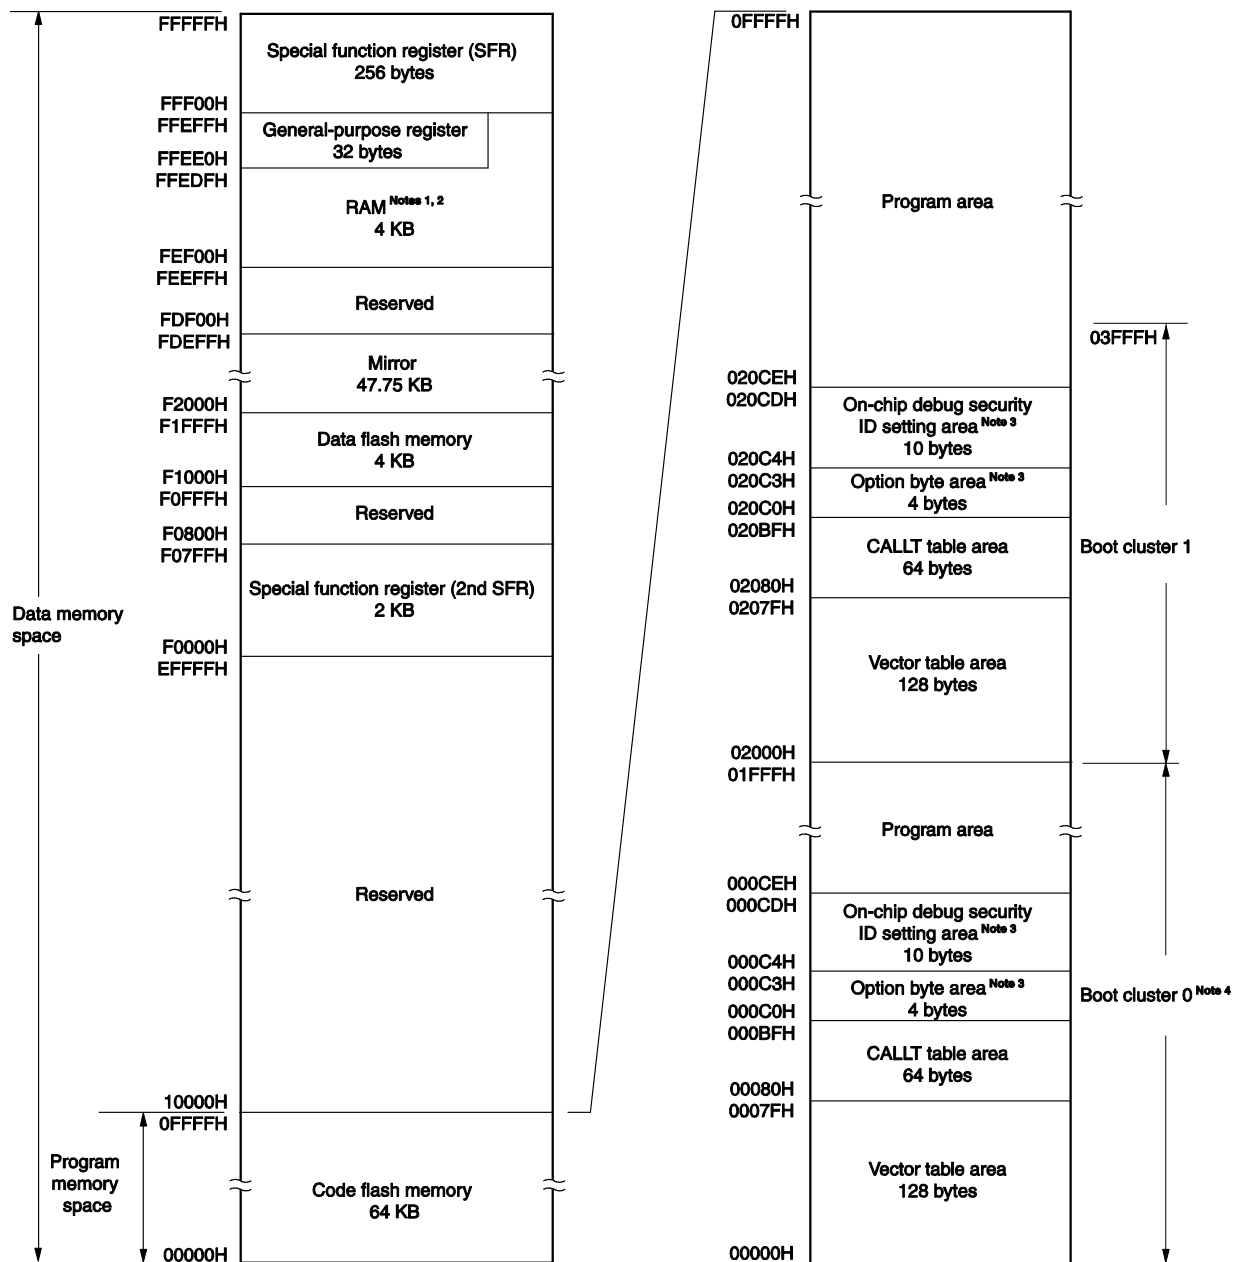 FFFFFH
Special function register (SFR)
256 bytes
FFF00H
FFEFFH
General-purpose register
32 bytes
FFEE0H
FFEDFH
RAM Notes 1, 2
4 KB
FEF00H
FEEFFH
Reserved
FDF00H
FDEFFH
Mirror
47.75 KB
F2000H
F1FFFH
Data flash memory
4 KB
F1000H
F0FFFH
Reserved
F0800H
F07FFH
Special function register (2nd SFR)
2 KB
Data memory
space
F0000H
EFFFFH
Reserved
10000H
0FFFFH
Program
memory
space
Code flash memory
64 KB
00000H
0FFFFH
Program area
03FFFH
020CEH
020CDH
On-chip debug security
ID setting area Note 3
10 bytes
020C4H
020C3H
Option byte area Note 3
4 bytes
020C0H
020BFH
CALLT table area
64 bytes
Boot cluster 1
02080H
0207FH
Vector table area
128 bytes
02000H
01FFFH
Program area
000CEH
000CDH
On-chip debug security
ID setting area Note 3
10 bytes
000C4H
000C3H
Option byte area Note 3
4 bytes
Boot cluster 0 Note 4
000C0H
000BFH
CALLT table area
64 bytes
00080H
0007FH
Vector table area
128 bytes
00000H